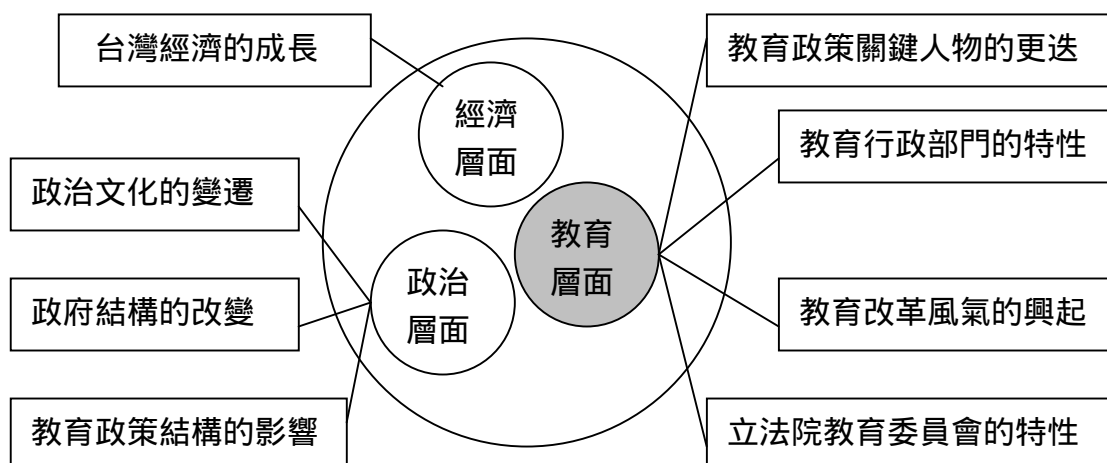 台灣經濟的成長
教育政策關鍵人物的更迭
經濟
層面
教育行政部門的特性
政治文化的變遷
教育
層面
政治
層面
政府結構的改變
教育改革風氣的興起
教育政策結構的影響
立法院教育委員會的特性